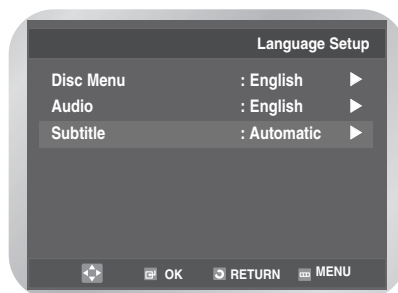 Language Setup
Disc Menu : English
Audio : English
Subtitle : Automatic
OK RETURN MENU